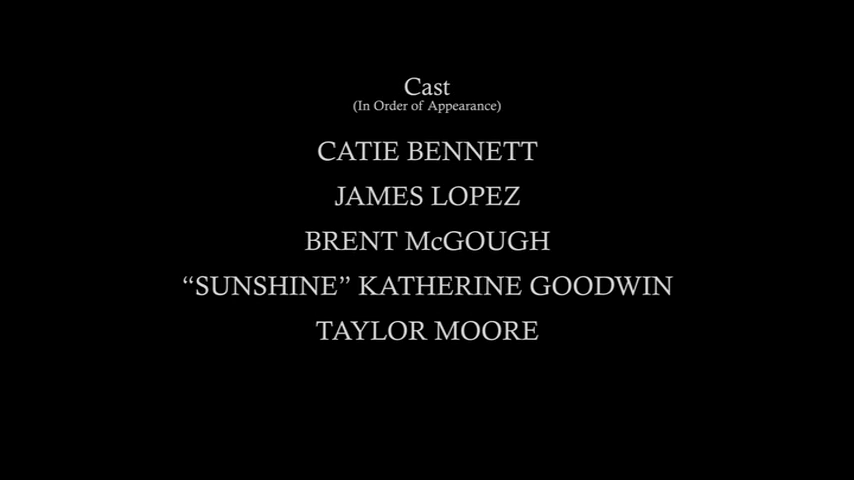 Cast
(In Order of Appearance)
CATIE BENNETT
JAMES LOPEZ
BRENT McGOUGH
“SUNSHINE” KATHERINE GOODWIN
TAYLOR MOORE